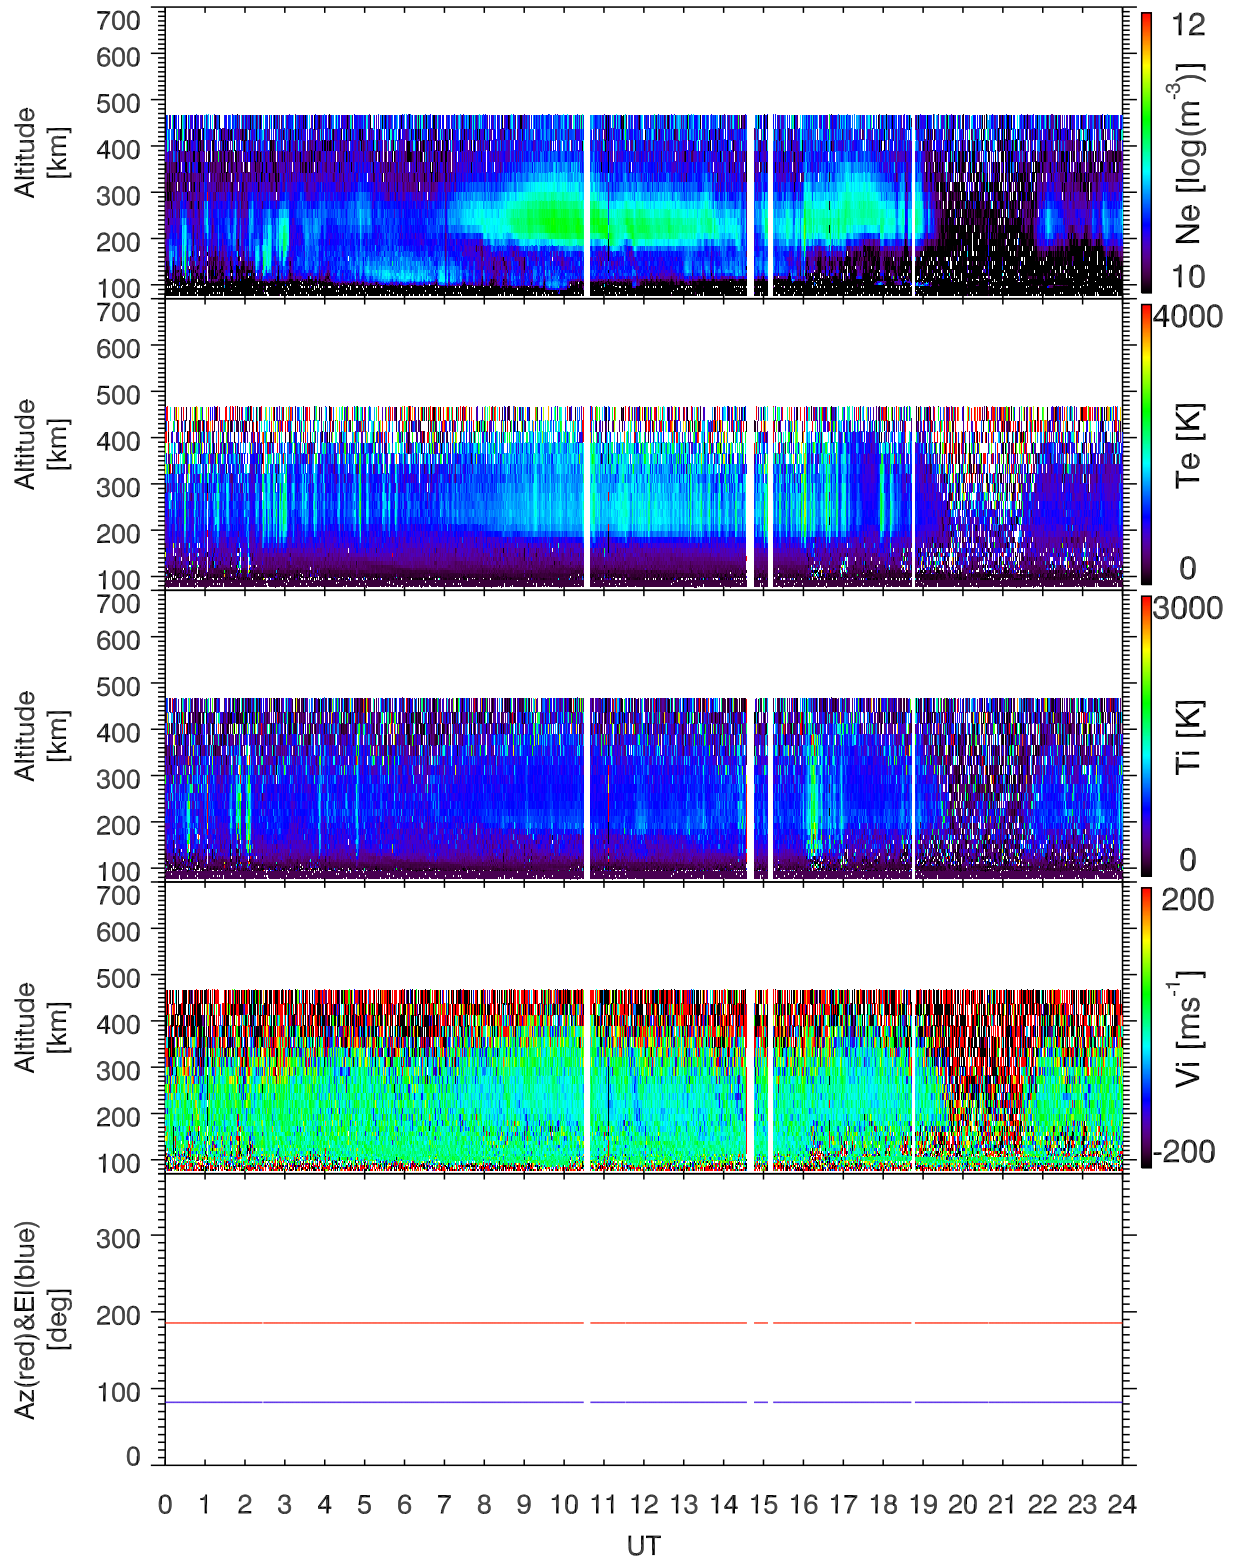 700
600
500
400
300
200
100
Altitude
[km]
12
10
Ne [log(m⁻³)]
700
600
500
400
300
200
100
Altitude
[km]
4000
0
Te [K]
700
600
500
400
300
200
100
Altitude
[km]
3000
0
Ti [K]
700
600
500
400
300
200
100
Altitude
[km]
200
-200
Vi [ms⁻¹]
300
200
100
0
Az(red)&El(blue)
[deg]
0 1 2 3 4 5 6 7 8 9 10 11 12 13 14 15 16 17 18 19 20 21 22 23 24
UT